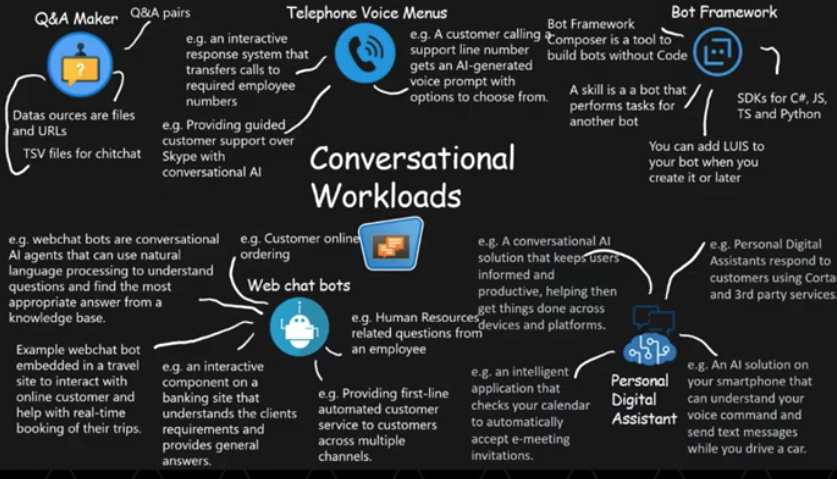 Q&A Maker
Q&A pairs
Datas ources are files
and URLs
TSV files for chitchat
Telephone Voice Menus
e.g. an interactive
response system that
transfers calls to
required employee
numbers
e.g. A customer calling a
support line number
gets an AI-generated
voice prompt with
options to choose from.
e.g. Providing guided
customer support over
Skype with
conversational AI
Bot Framework
Bot Framework
Composer is a tool to
build bots without Code
A skill is a a bot that
performs tasks for
another bot
SDKs for C#, JS,
TS and Python
You can add LUIS to
your bot when you
create it or later
Conversational
Workloads
e.g. webchat bots are conversational
AI agents that can use natural
language processing to understand
questions and find the most
appropriate answer from a
knowledge base.
e.g. Customer online
ordering
Web chat bots
e.g. Human Resources
related questions from
an employee
Example webchat bot
embedded in a travel
site to interact with
online customer and
help with real-time
booking of their trips.
e.g. an interactive
component on a
banking site that
understands the clients
requirements and
provides general
answers.
e.g. Providing first-line
automated customer
service to customers
across multiple
channels.
e.g. A conversational AI
solution that keeps users
informed and
productive, helping then
get things done across
devices and platforms.
e.g. Personal Digital
Assistants respond to
customers using Corta
and 3rd party services.
e.g. an intelligent
application that
checks your calendar
to automatically
accept e-meeting
invitations.
Personal
Digital
Assistant
e.g. An AI solution on
your smartphone that
can understand your
voice command and
send text messages
while you drive a car.